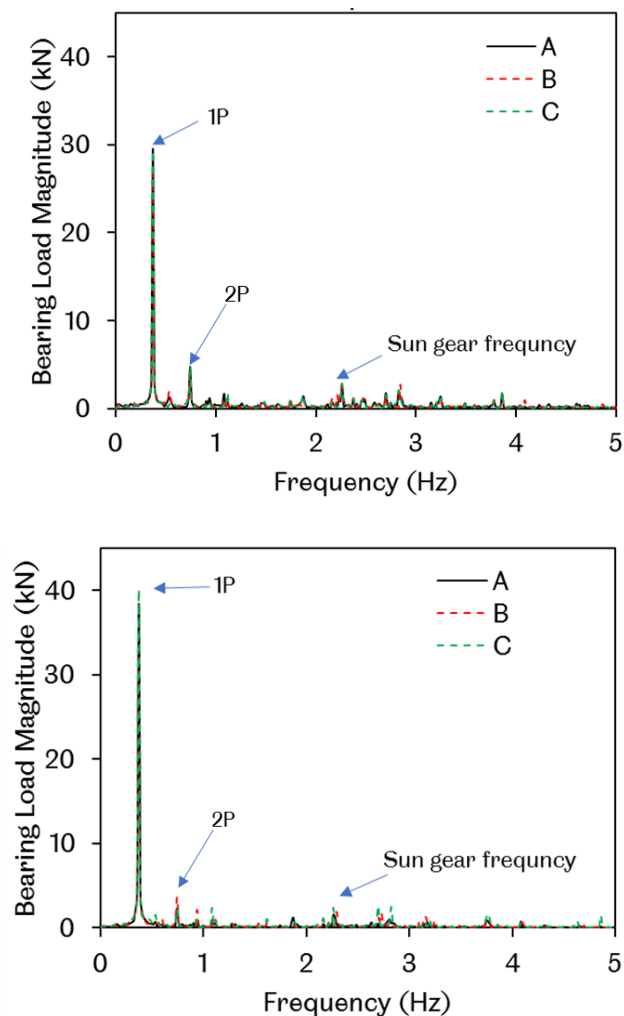 40
30
20
10
0
Bearing Load Magnitude (kN)
A
B
C
1P
2P
Sun gear frequncy
0 1 2 3 4 5
Frequency (Hz)
40
30
20
10
0
Bearing Load Magnitude (kN)
A
B
C
1P
2P
Sun gear frequncy
0 1 2 3 4 5
Frequency (Hz)